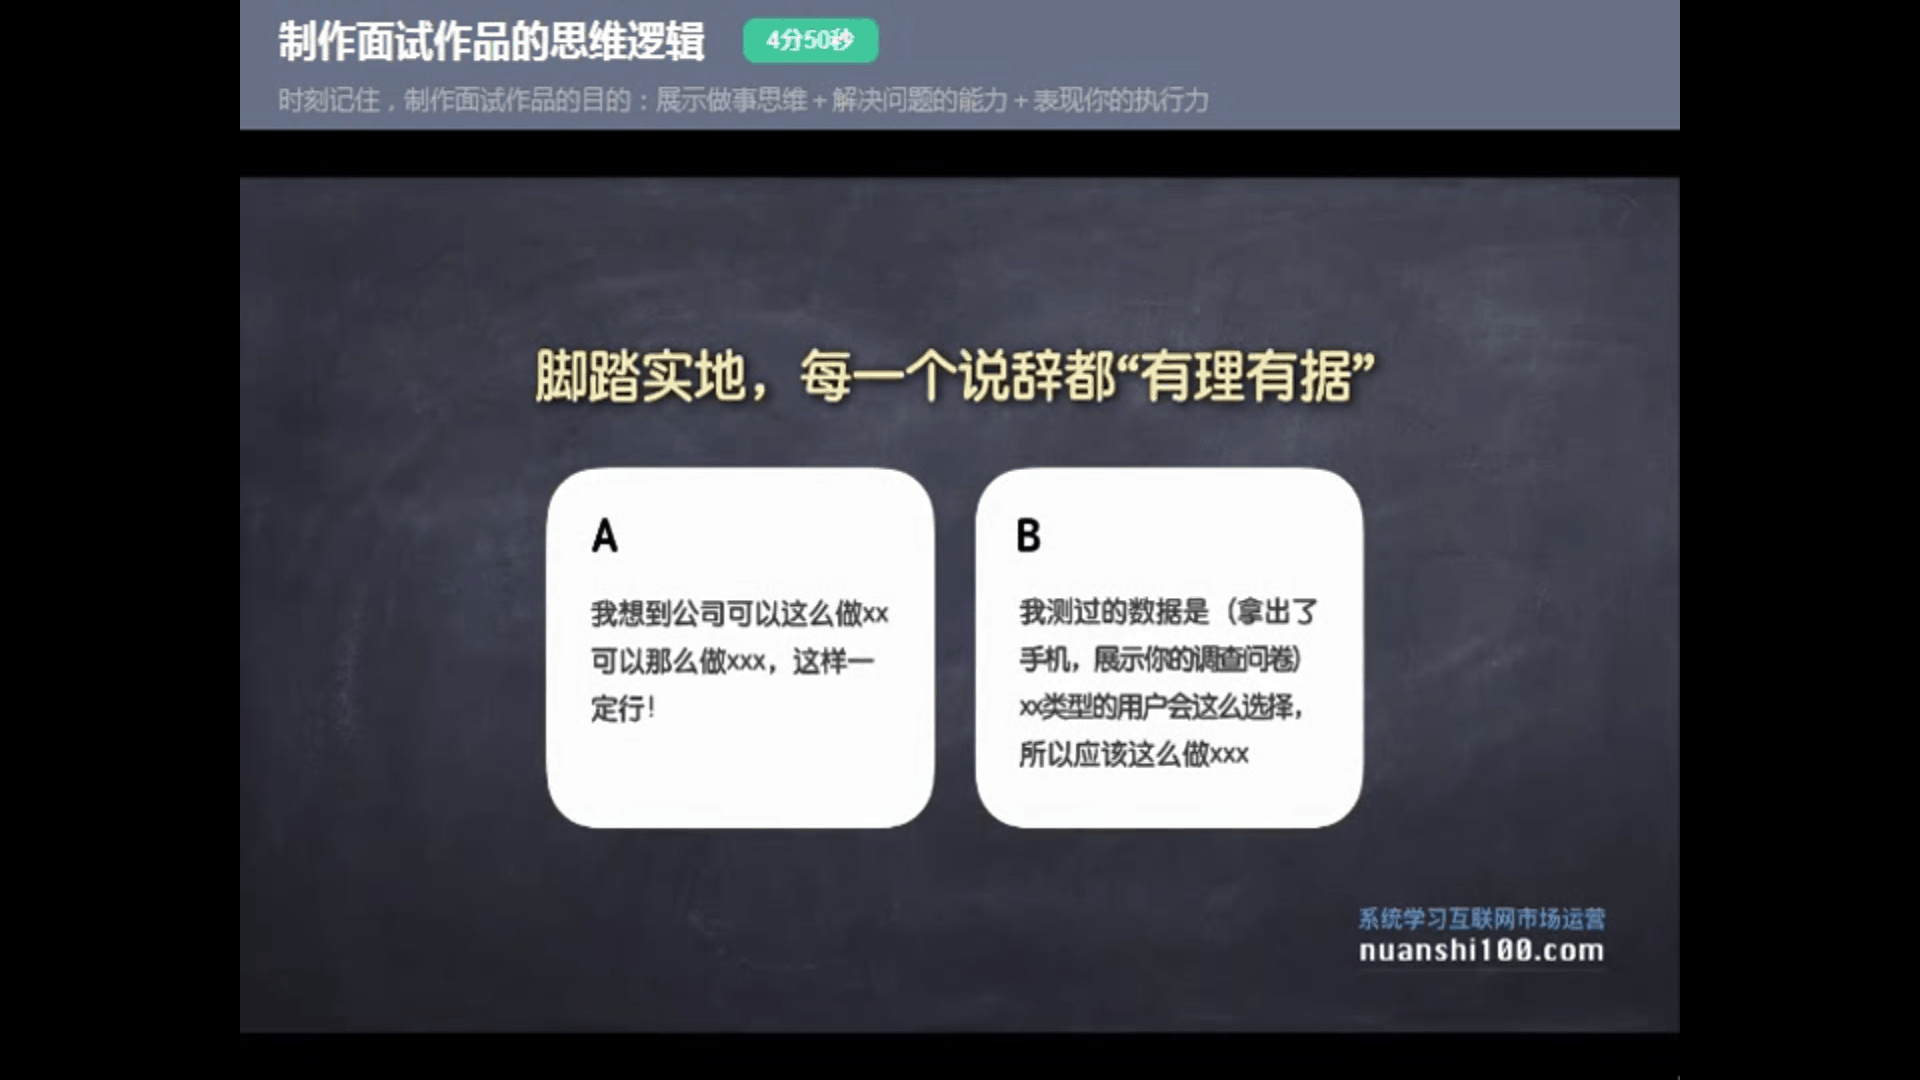 制作面试作品的思维逻辑
4分50秒
时刻记住，制作面试作品的目的：展示做事思维+解决问题的能力+表现你的执行力
脚踏实地，每一个说辞都“有理有据”
A
我想到公司可以这么做xx
可以那么做xxx，这样一
定行！
B
我测过的数据是（拿出了
手机，展示你的调查问卷）
xx类型的用户会这么选择，
所以应该这么做xxx
系统学习互联网市场运营
nuanshi100.com